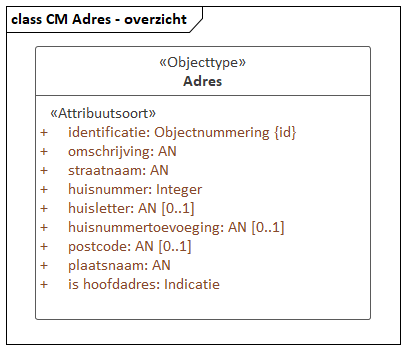 class CM Adres - overzicht
«Objecttype»
Adres
«Attribuutsoort»
+ identificatie: Objectnummering {id}
+ omschrijving: AN
+ straatnaam: AN
+ huisnummer: Integer
+ huisletter: AN [0..1]
+ huisnummertoevoeging: AN [0..1]
+ postcode: AN [0..1]
+ plaatsnaam: AN
+ is hoofdadres: Indicatie